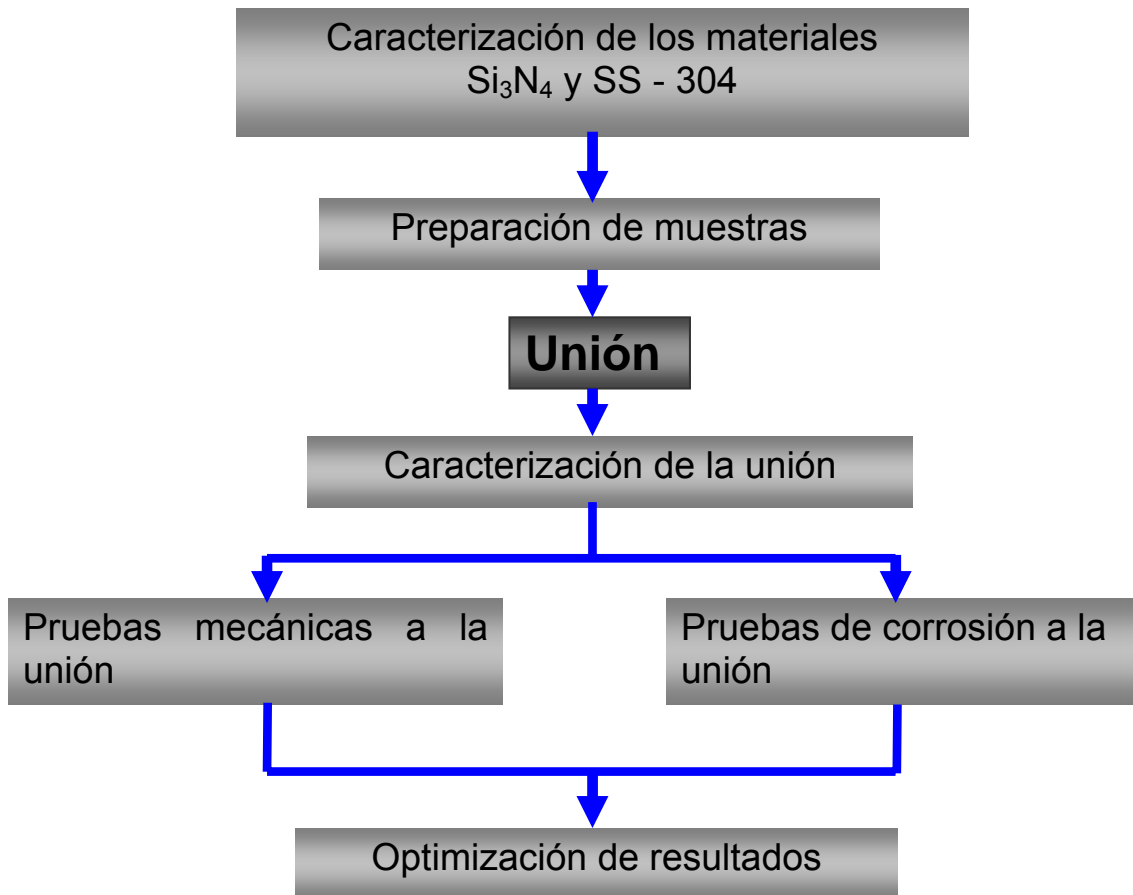 Caracterización de los materiales
Si₃N₄ y SS - 304
Preparación de muestras
Unión
Caracterización de la unión
Pruebas mecánicas a la
unión
Pruebas de corrosión a la
unión
Optimización de resultados